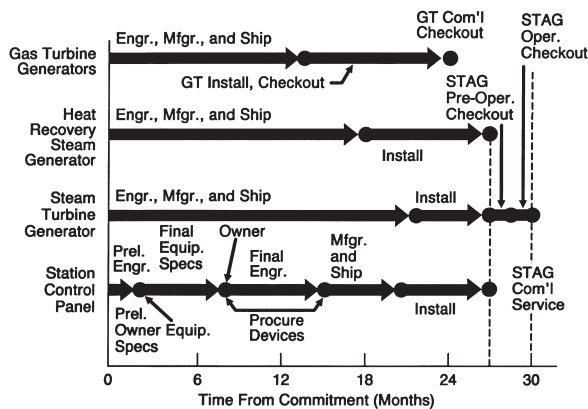 GT Com'l
Checkout
STAG
Oper.
Checkout
Engr., Mfgr., and Ship
Gas Turbine
Generators
GT Install, Checkout
STAG
Pre-Oper.
Checkout
Heat
Recovery
Steam
Generator
Engr., Mfgr., and Ship
Install
Steam
Turbine
Generator
Engr., Mfgr., and Ship
Install
Station
Control
Panel
Prel.
Engr.
Final
Equip.
Specs
Owner
Final
Engr.
Mfgr.
and
Ship
Prel.
Owner Equip.
Specs
Procure
Devices
Install
STAG
Com'l
Service
0
6
12
18
24
30
Time From Commitment (Months)